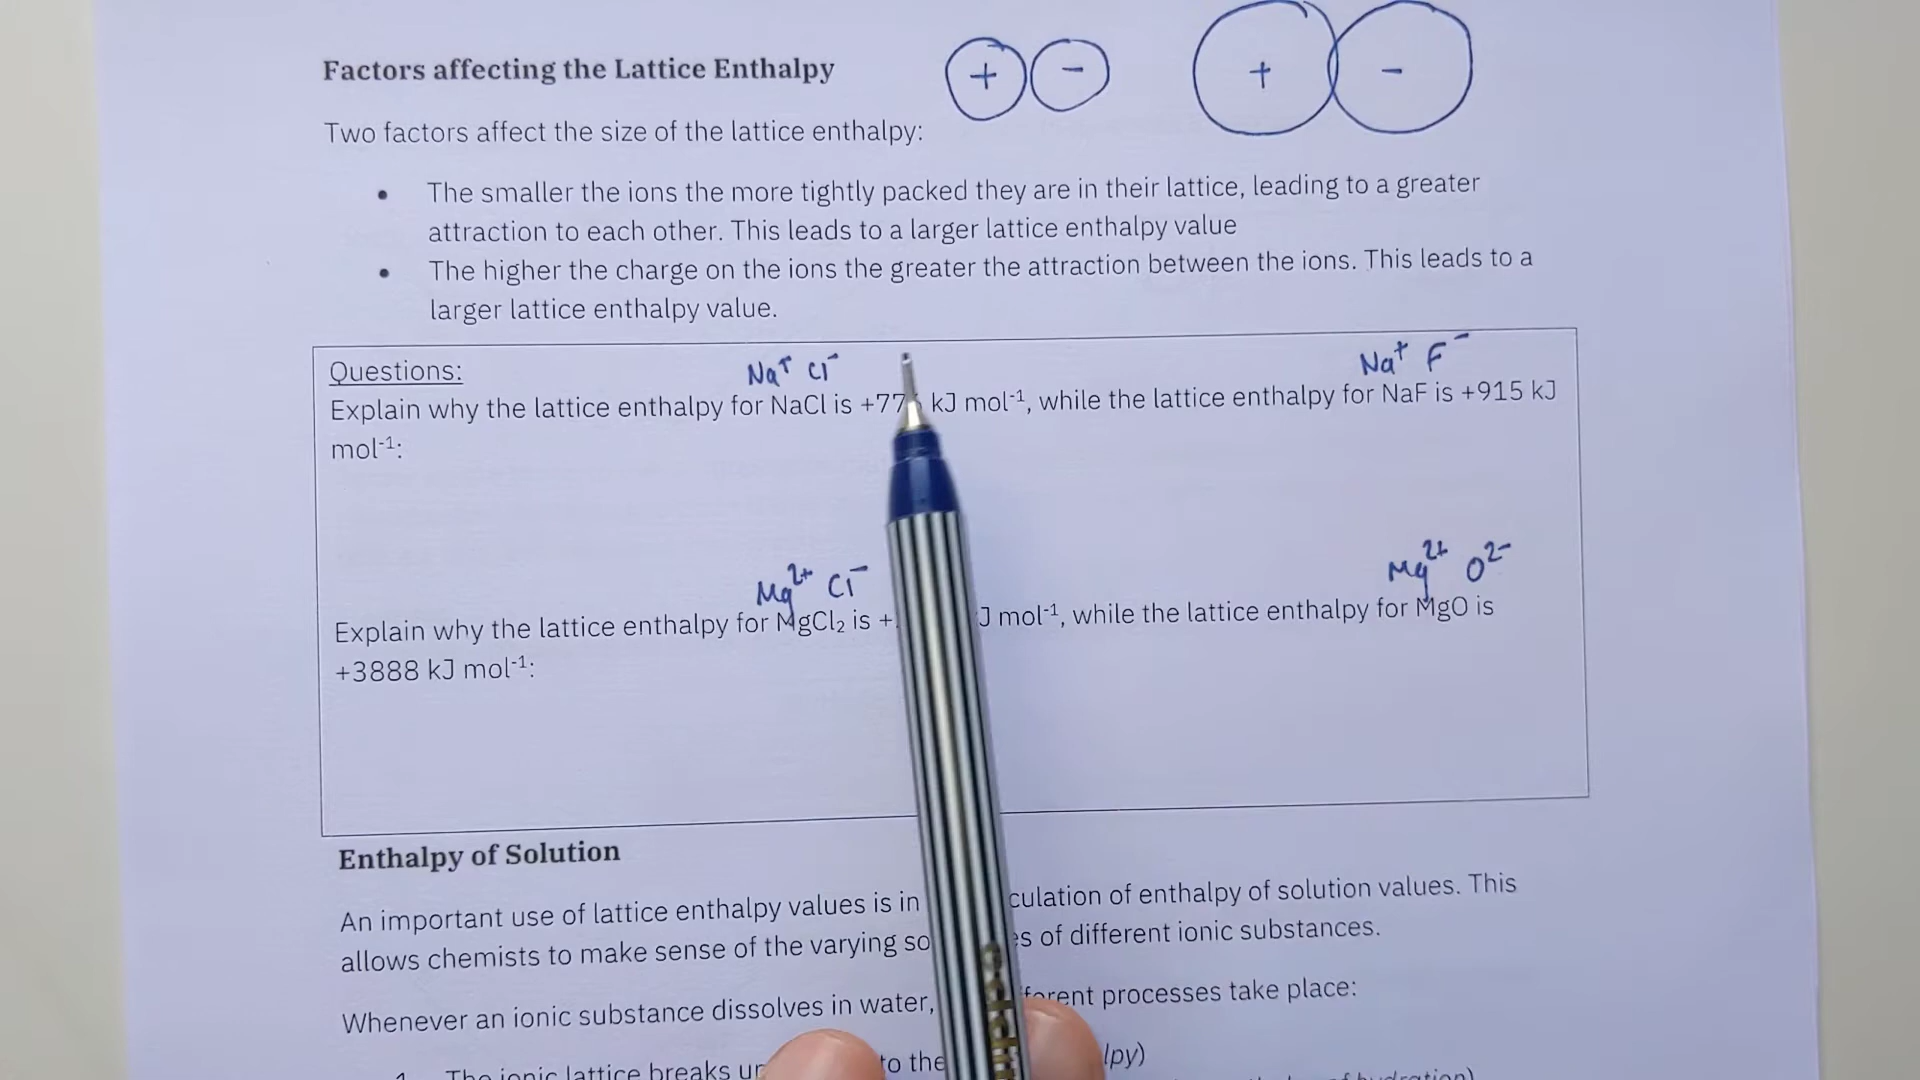 + - + -
Factors affecting the Lattice Enthalpy
Two factors affect the size of the lattice enthalpy:
• The smaller the ions the more tightly packed they are in their lattice, leading to a greater
attraction to each other. This leads to a larger lattice enthalpy value
• The higher the charge on the ions the greater the attraction between the ions. This leads to a
larger lattice enthalpy value.
Na⁺ Cl⁻ Na⁺ F⁻
Questions:
Explain why the lattice enthalpy for NaCl is kJ mol⁻¹, while the lattice enthalpy for NaF is +915 kJ
mol⁻¹:
Mg²⁺ Cl⁻ Mg²⁺ O²⁻
Explain why the lattice enthalpy for MgCl₂ is J mol⁻¹, while the lattice enthalpy for MgO is
+3888 kJ mol⁻¹:
Enthalpy of Solution
An important use of lattice enthalpy values is in of enthalpy of solution values. This
allows chemists to make sense of the varying of different ionic substances.
Whenever an ionic substance dissolves in water, processes take place:
The ionic lattice breaks to the